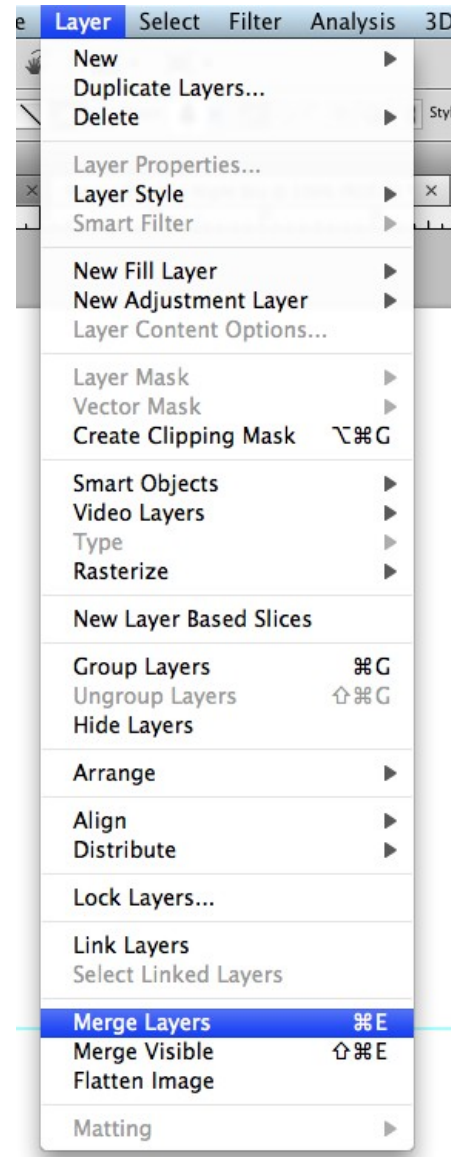 e Layer Select Filter Analysis 3D
New
Duplicate Layers...
Delete
Styl
Layer Properties...
Layer Style
Smart Filter
New Fill Layer
New Adjustment Layer
Layer Content Options...
Layer Mask
Vector Mask
Create Clipping Mask ⌥⌘G
Smart Objects
Video Layers
Type
Rasterize
New Layer Based Slices
Group Layers ⌘G
Ungroup Layers ⇧⌘G
Hide Layers
Arrange
Align
Distribute
Lock Layers...
Link Layers
Select Linked Layers
Merge Layers ⌘E
Merge Visible ⇧⌘E
Flatten Image
Matting